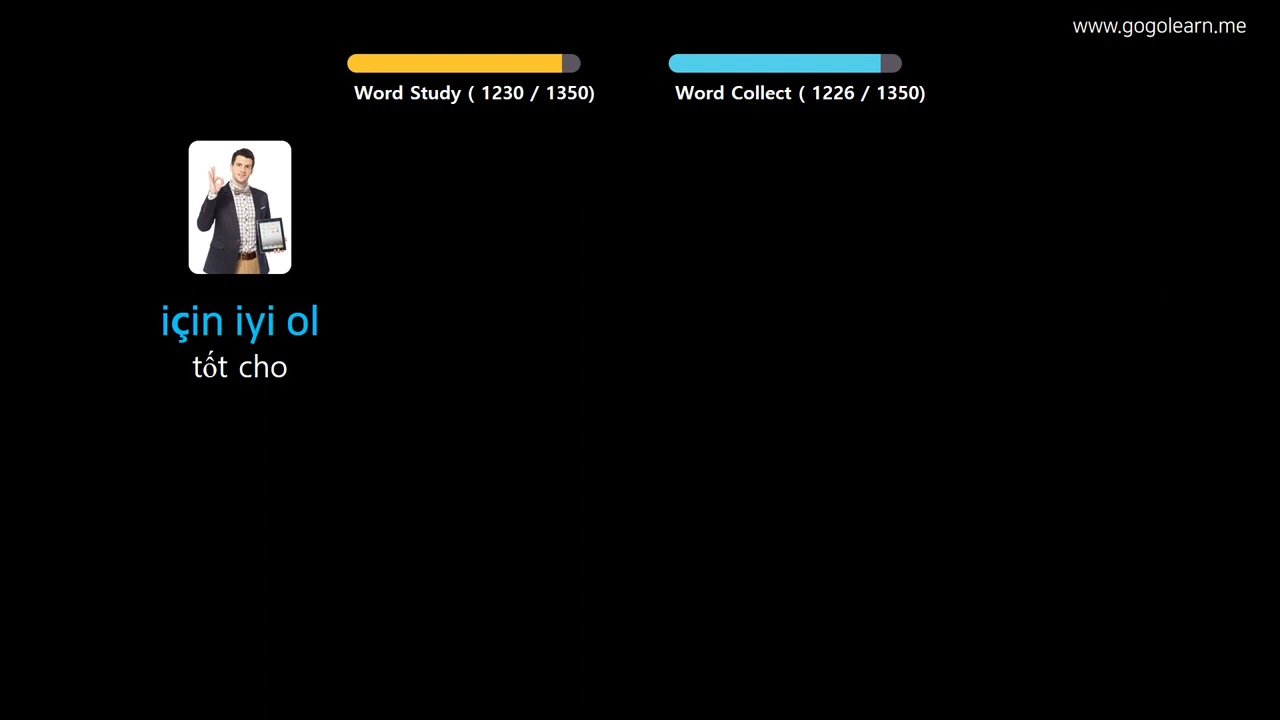 www.gogolearn.me
Word Study ( 1230 / 1350)
Word Collect ( 1226 / 1350)
için iyi ol
tốt cho